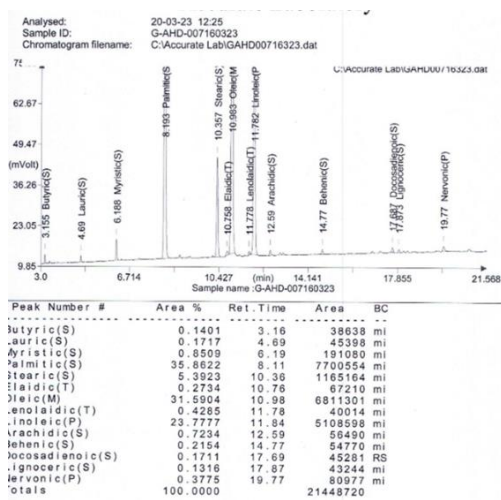 Analysed: 20-03-23 12:25
Sample ID: G-AHD-007160323
Chromatogram filename: C:\Accurate Lab\GAHD00716323.dat
C:\Accurate Lab\GAHD00716323.dat
62.67
49.47
(mVolt)
36.26
23.05
9.85
3.155 Butyric(S)
4.69 Lauric(S)
6.188 Myristic(S)
8.193 Palmitic(S
10.357 Stearic(S)
10.758 Elaidic(T)
10.983 Oleic(M
11.778 Lenolaidic(T)
11.782 Linoleic(P
12.59 Arachidic(S)
14.77 Behenic(S)
17.687 Docosadienoic(S)
17.873 Lignoceric(S)
19.77 Nervonic(P)
3.0 6.714 10.427 (min) 14.141 17.855 21.568
Sample name :G-AHD-007160323
Peak Number # Area % Ret.Time Area BC
Butyric(S) 0.1401 3.16 38638 mi
Lauric(S) 0.1717 4.69 45398 mi
Myristic(S) 0.8509 6.19 191080 mi
Palmitic(S) 35.8622 8.11 7700554 mi
Stearic(S) 5.3923 10.36 1165164 mi
Elaidic(T) 0.2734 10.76 67210 mi
Oleic(M) 31.5904 10.98 6811301 mi
Lenolaidic(T) 0.4285 11.78 40014 mi
Linoleic(P) 23.7777 11.84 5108598 mi
Arachidic(S) 0.7234 12.59 56490 mi
Behenic(S) 0.2154 14.77 54770 mi
Docosadienoic(S) 0.1711 17.69 45281 RS
Lignoceric(S) 0.1316 17.87 43244 mi
Nervonic(P) 0.3775 19.77 80977 mi
Totals 100.0000 21448720